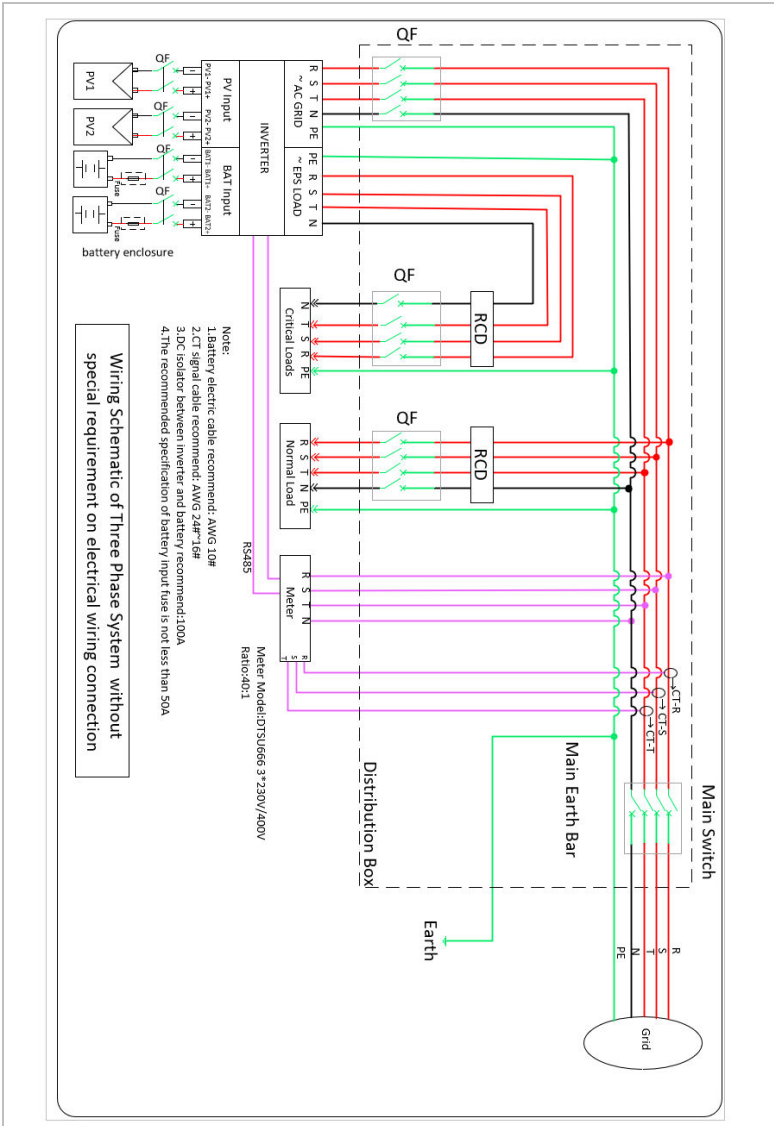 QF
QF
PV1
PV1- PV1+
QF
PV2
PV2- PV2+
QF
BAT1- BAT1+
Fuse
QF
BAT2- BAT2+
Fuse
battery enclosure
PV Input
BAT Input
INVERTER
R S T N PE
~ AC GRID
PE R S T N
~ EPS LOAD
QF
RCD
N T S R PE
Critical Loads
QF
RCD
R S T N PE
Normal Load
RS485
R S T N
Meter
R S T
Meter Model:DTSU666 3*230V/400V
Ratio:40:1
CT-R
CT-S
CT-T
Note:
1.Battery electric cable recommend: AWG 10#
2.CT signal cable recommend: AWG 24#~16#
3.DC isolator between inverter and battery recommend:100A
4.The recommended specification of battery input fuse is not less than 50A
Wiring Schematic of Three Phase System without
special requirement on electrical wiring connection
Distribution Box
Main Earth Bar
Main Switch
Earth
R
S
T
N
PE
Grid